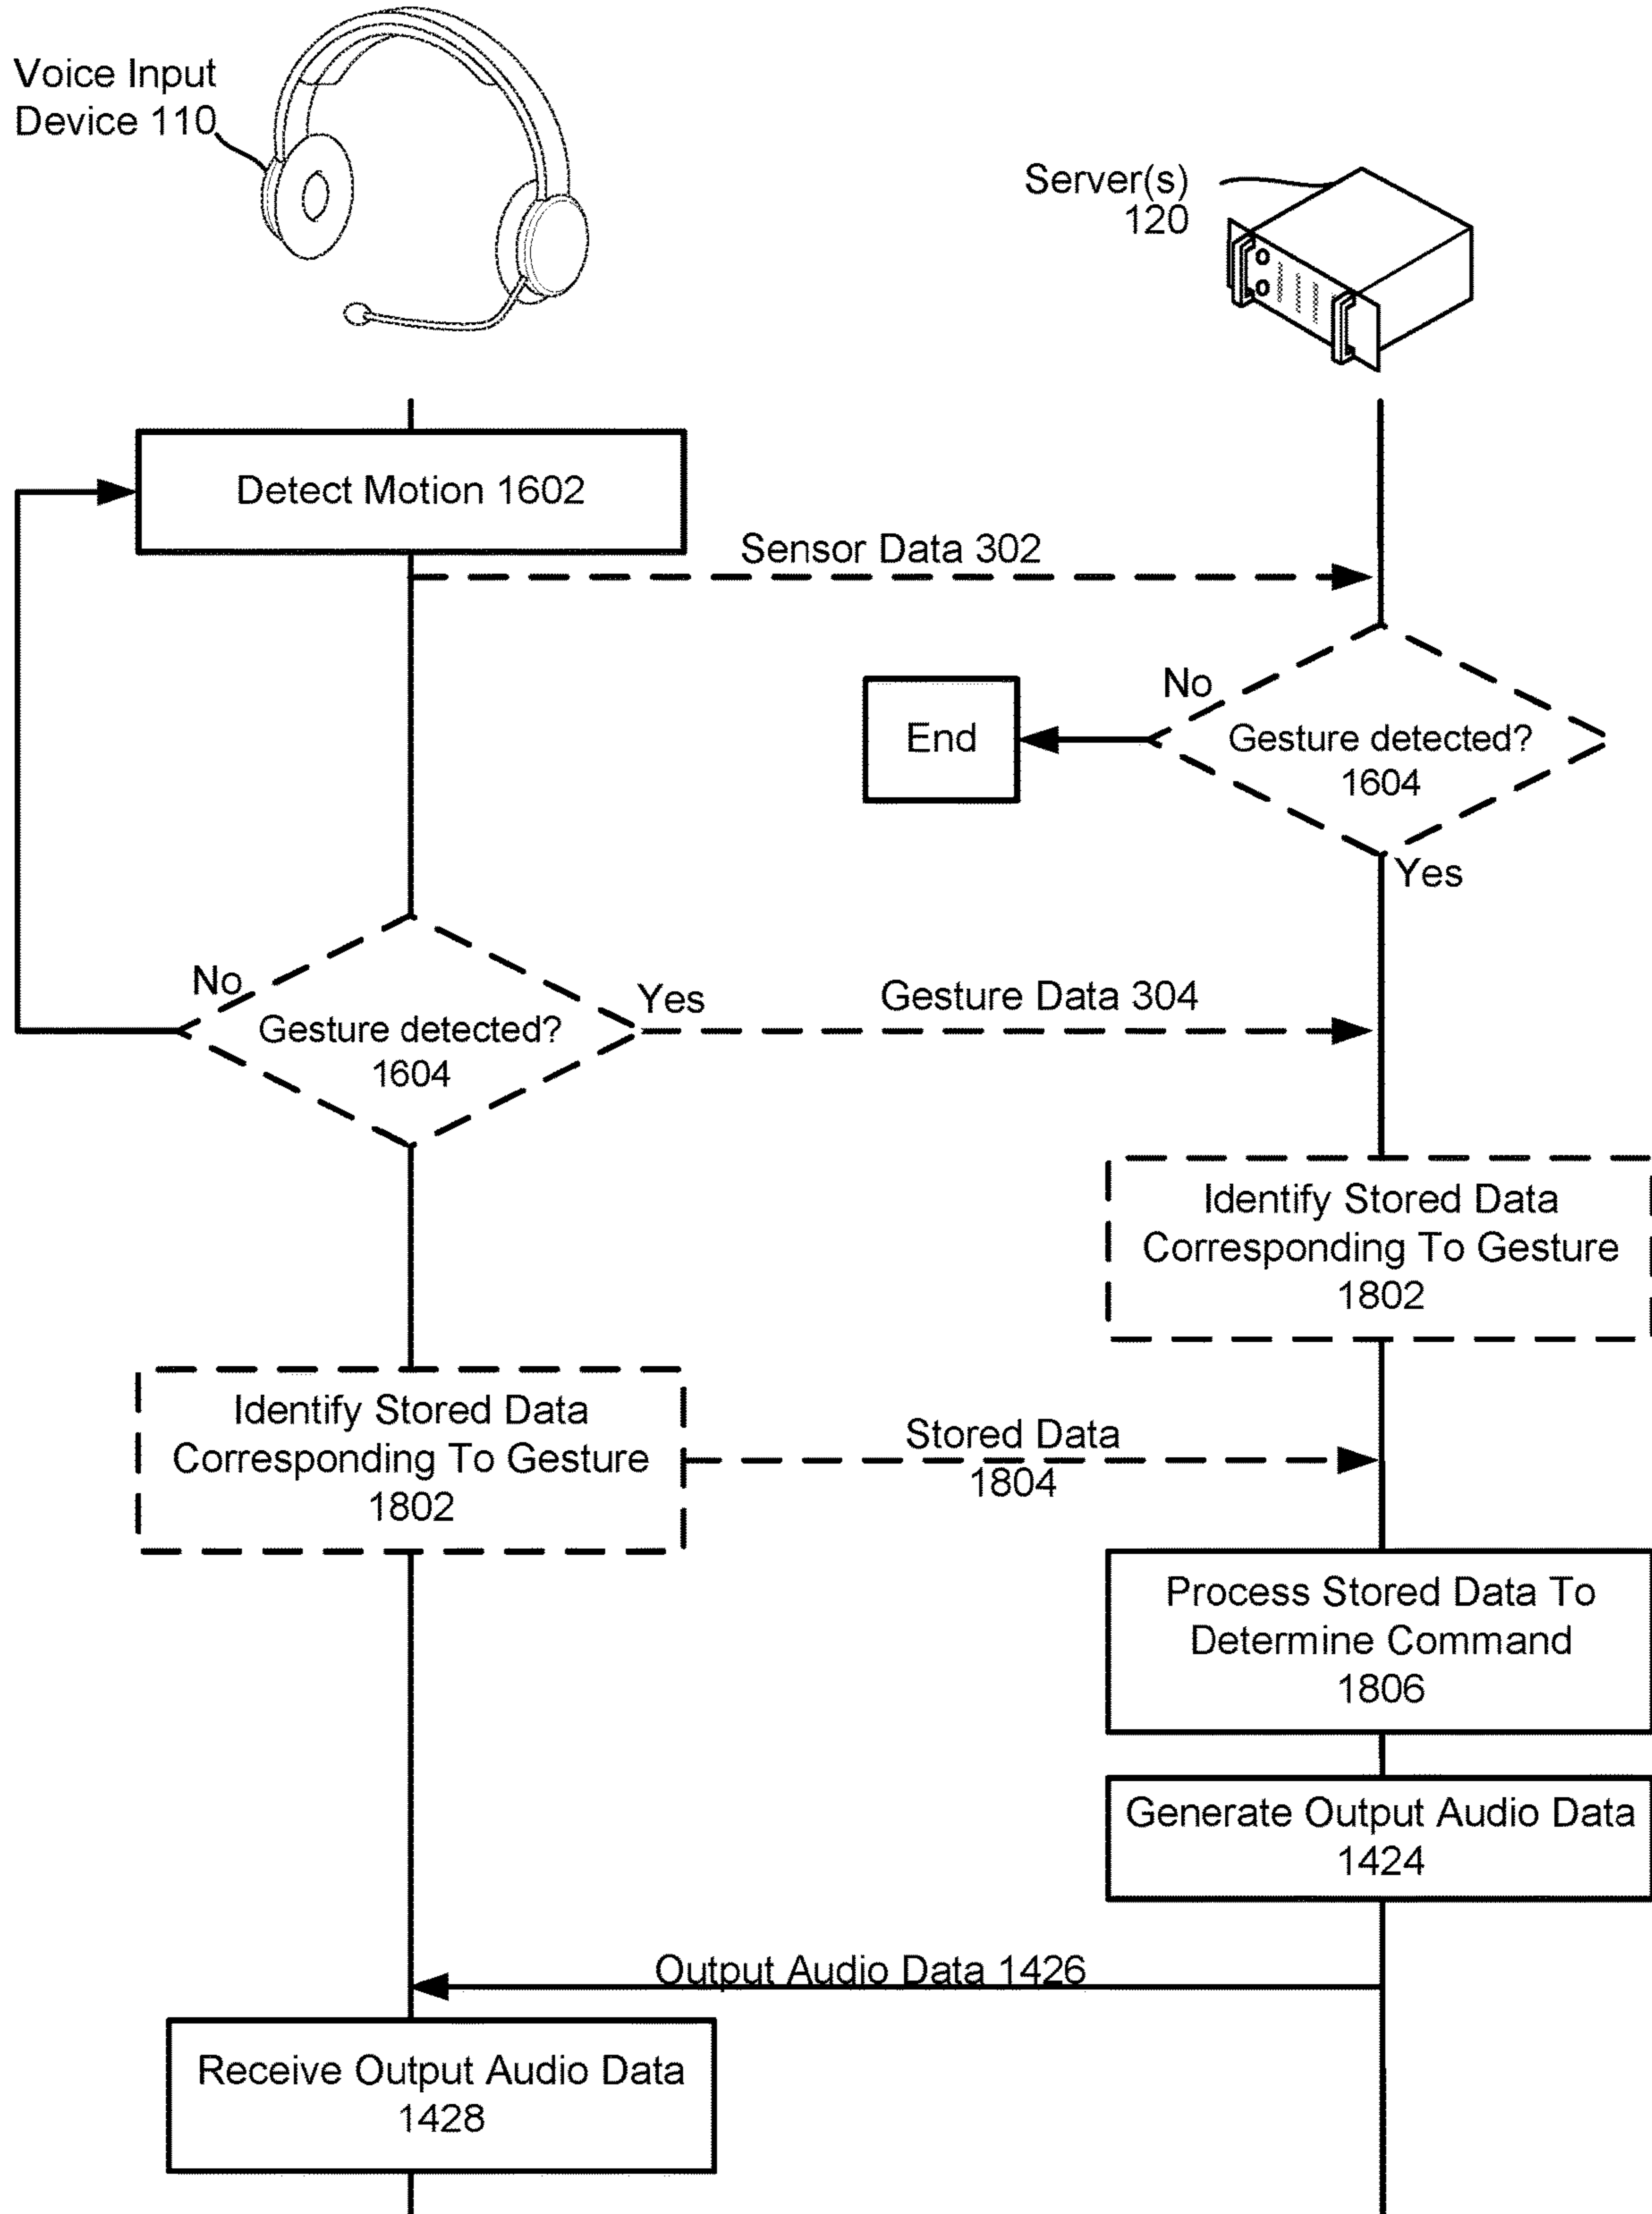 Voice Input
Device 110
Server(s)
120
Detect Motion 1602
Sensor Data 302
No
End
Gesture detected?
1604
Yes
No
Yes
Gesture Data 304
Gesture detected?
1604
Identify Stored Data
Corresponding To Gesture
1802
Identify Stored Data
Corresponding To Gesture
1802
Stored Data
1804
Process Stored Data To
Determine Command
1806
Generate Output Audio Data
1424
Output Audio Data 1426
Receive Output Audio Data
1428